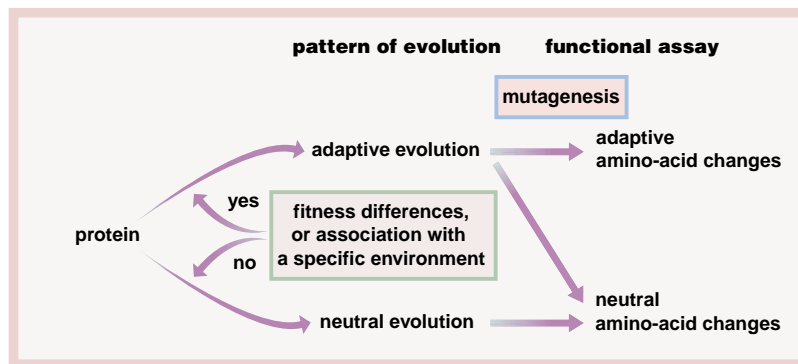 pattern of evolution
functional assay
mutagenesis
adaptive evolution
adaptive
amino-acid changes
yes
fitness differences,
or association with
a specific environment
protein
no
neutral evolution
neutral
amino-acid changes